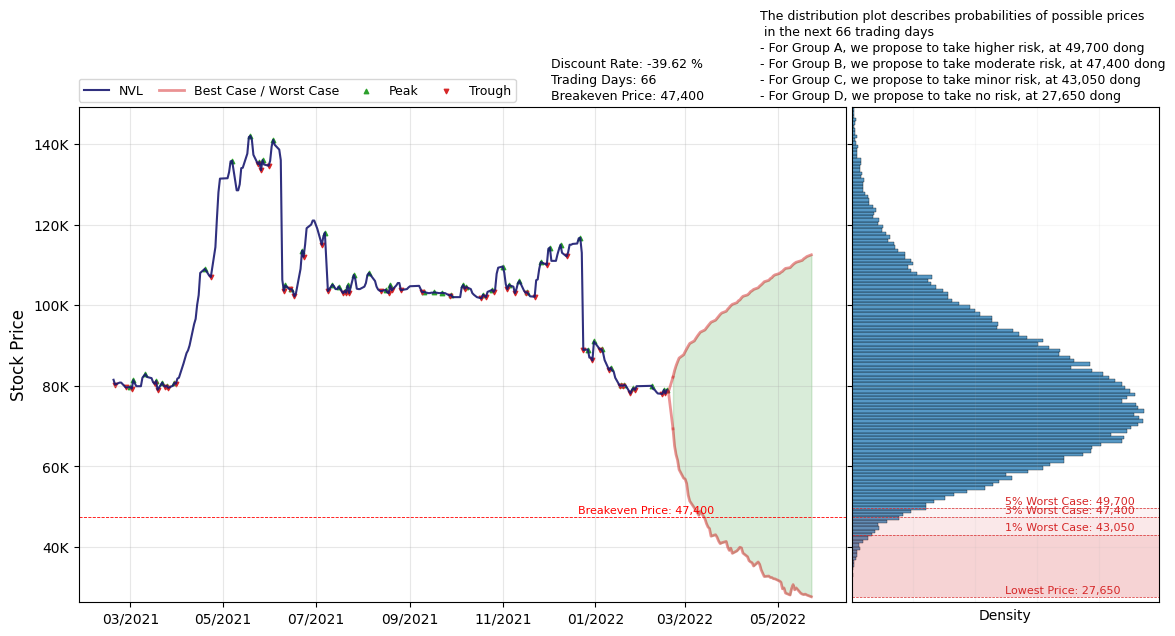 The distribution plot describes probabilities of possible prices
in the next 66 trading days
- For Group A, we propose to take higher risk, at 49,700 dong
- For Group B, we propose to take moderate risk, at 47,400 dong
- For Group C, we propose to take minor risk, at 43,050 dong
- For Group D, we propose to take no risk, at 27,650 dong
Discount Rate: -39.62 %
Trading Days: 66
Breakeven Price: 47,400
NVL
Best Case / Worst Case
Peak
Trough
Stock Price
140K
120K
100K
80K
60K
40K
Breakeven Price: 47,400
03/2021
05/2021
07/2021
09/2021
11/2021
01/2022
03/2022
05/2022
5% Worst Case: 49,700
3% Worst Case: 47,400
1% Worst Case: 43,050
Lowest Price: 27,650
Density